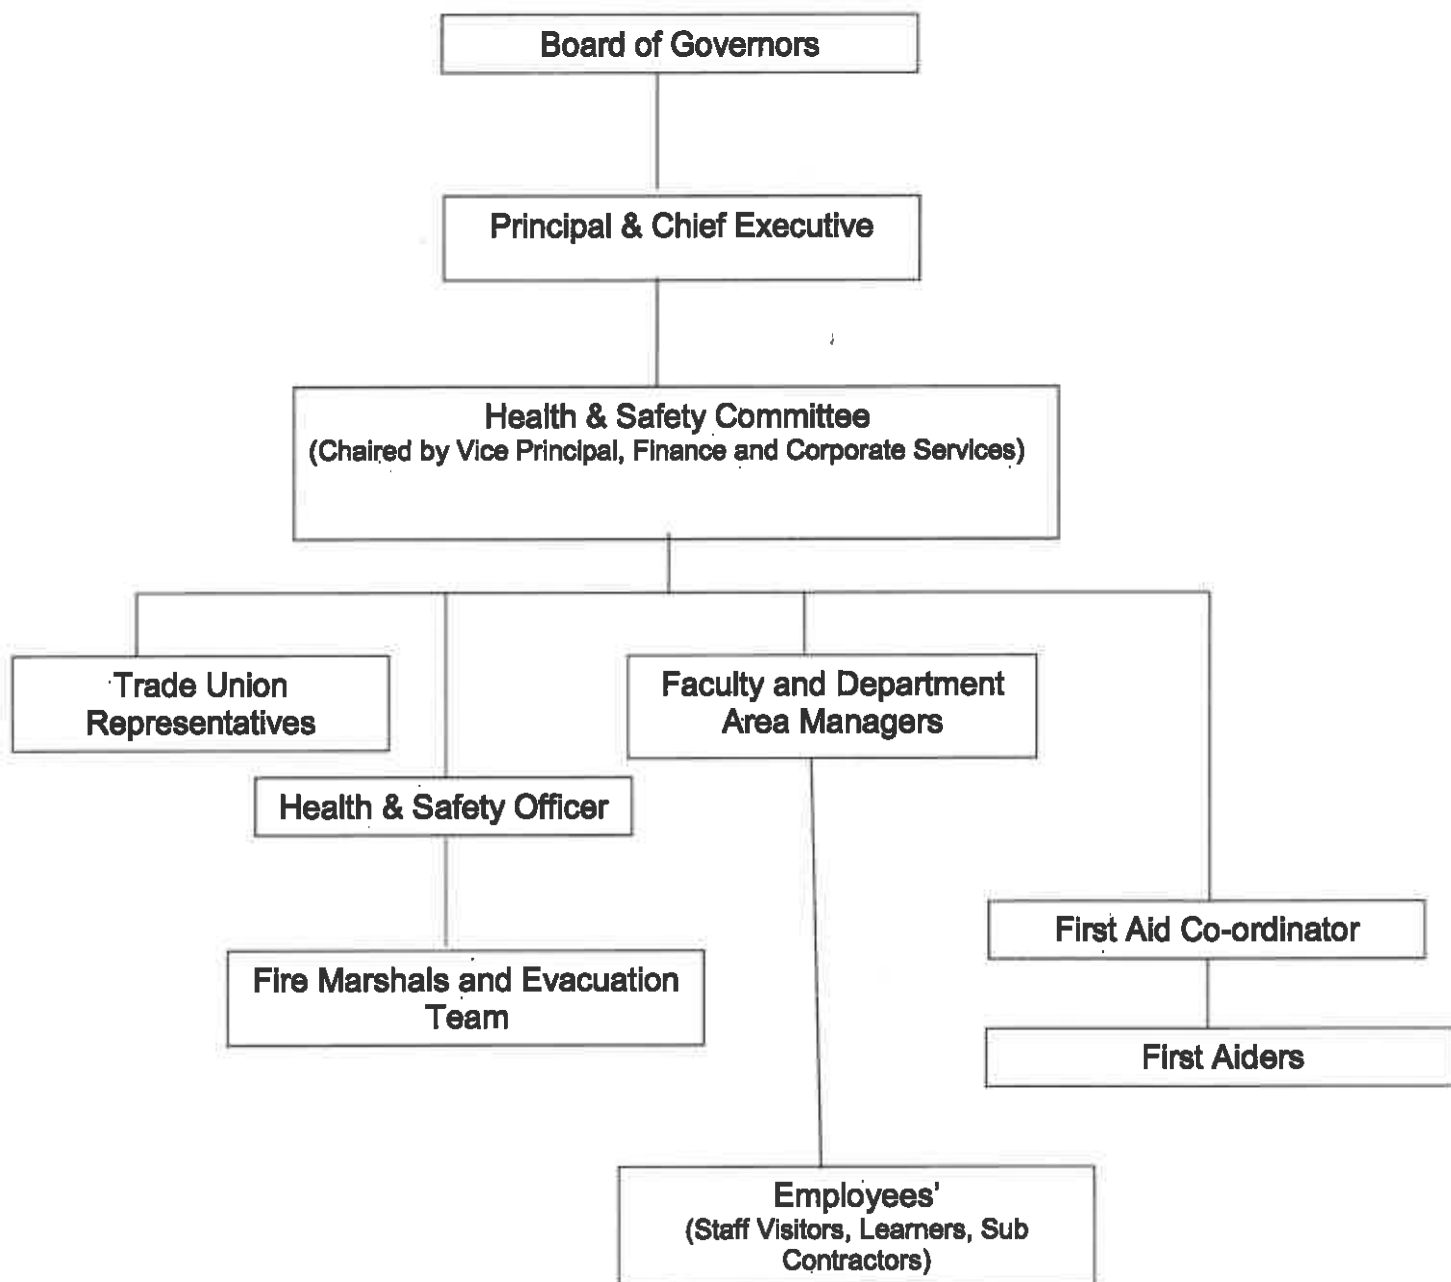 Board of Governors
Principal & Chief Executive
Health & Safety Committee
(Chaired by Vice Principal, Finance and Corporate Services)
Trade Union
Representatives
Faculty and Department
Area Managers
Health & Safety Officer
First Aid Co-ordinator
Fire Marshals and Evacuation
Team
First Aiders
Employees'
(Staff Visitors, Learners, Sub
Contractors)